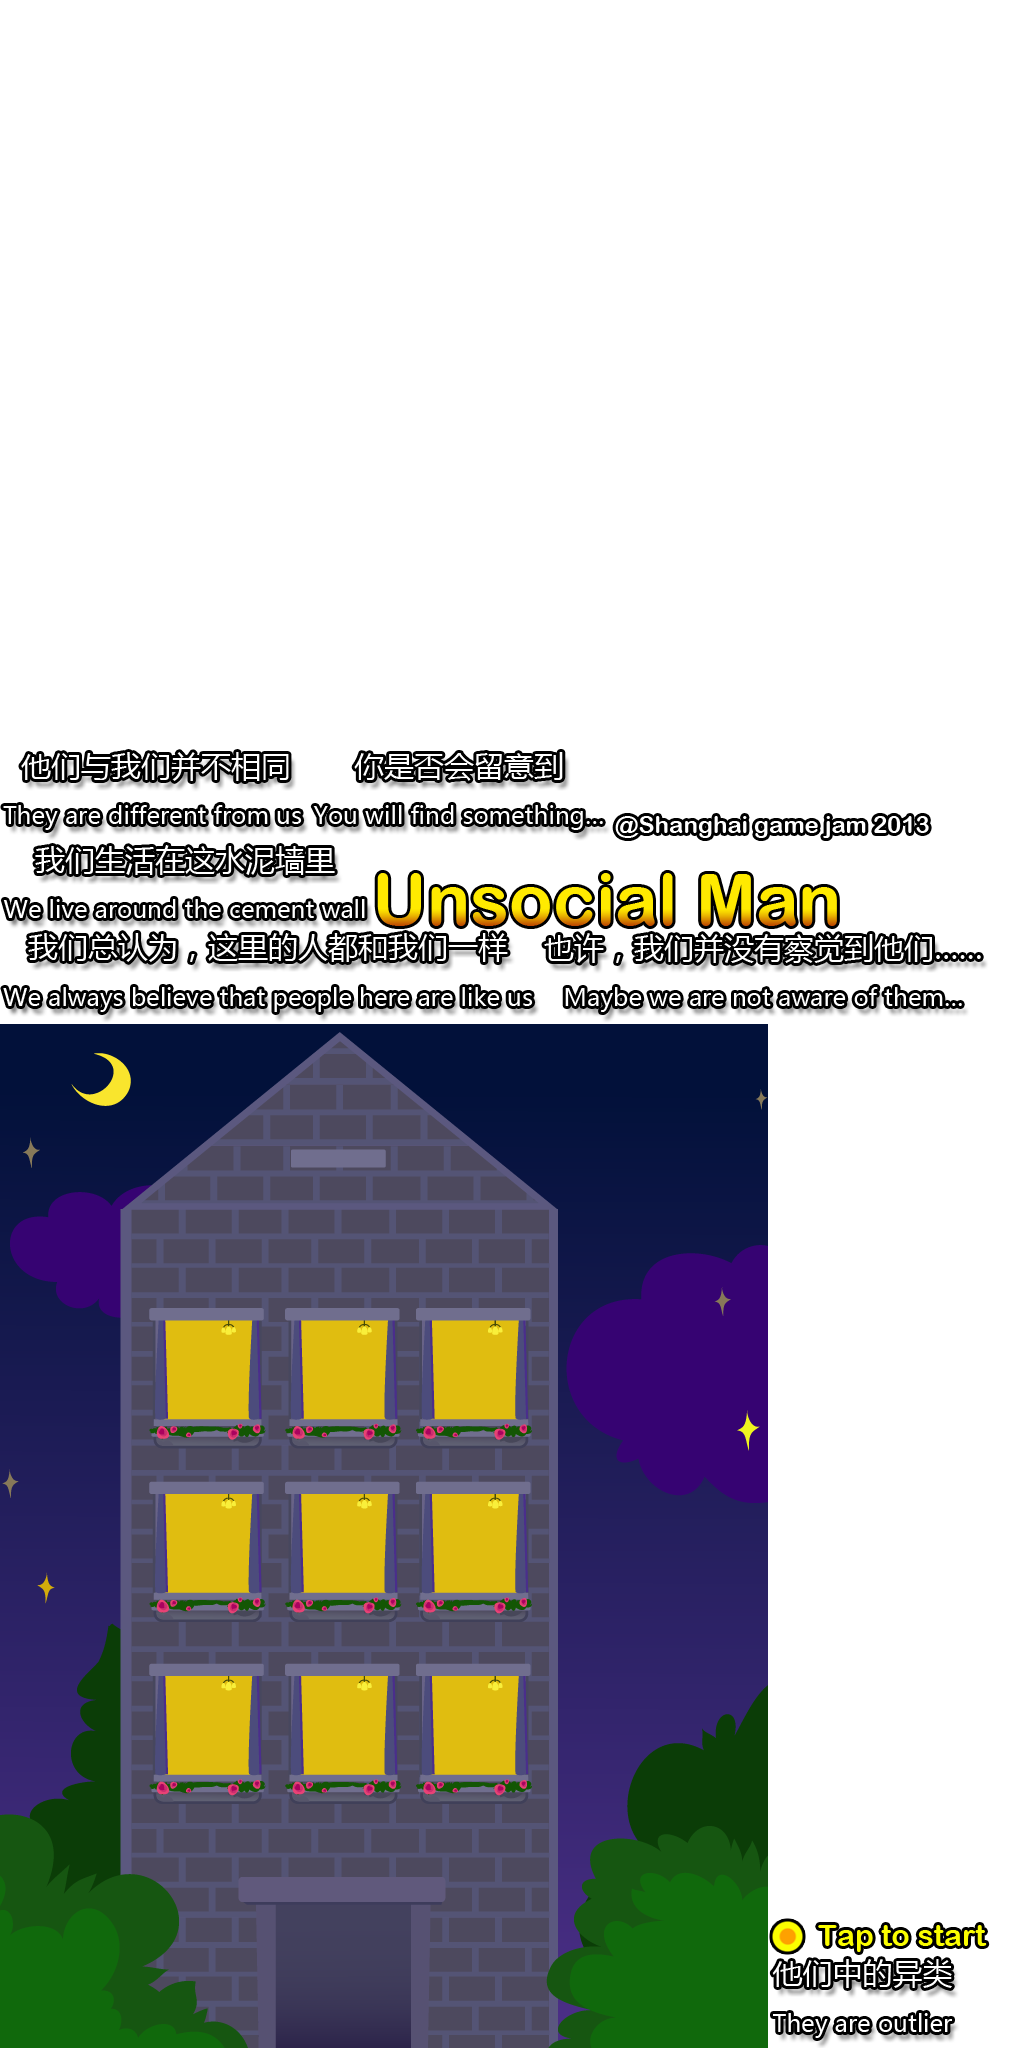 他们与我们并不相同
They are different from us
你是否会留意到
You will find something...
@Shanghai game jam 2013
我们生活在这水泥墙里
We live around the cement wall
Unsocial Man
我们总认为，这里的人都和我们一样
We always believe that people here are like us
也许，我们并没有察觉到他们......
Maybe we are not aware of them...
Tap to start
他们中的异类
They are outlier